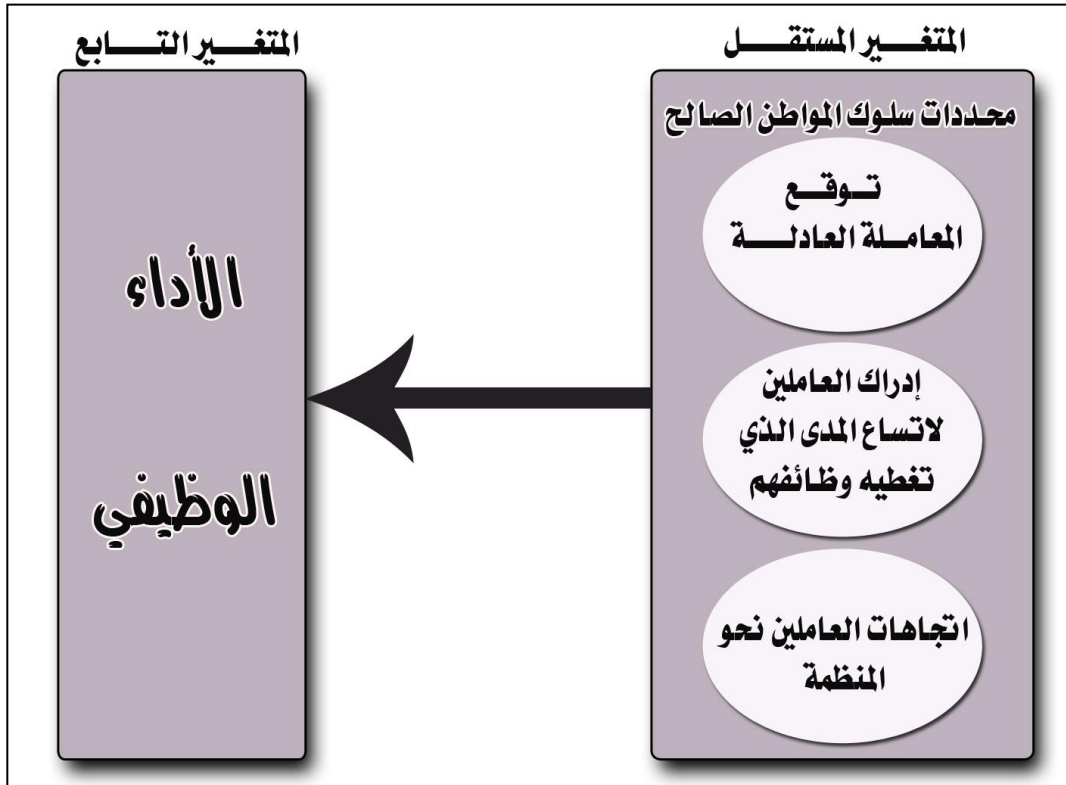 المتغير المستقل
محددات سلوك المواطن الصالح
توقع
المعاملة العادلة
إدراك العاملين
لاتساع المدى الذي
تغطيه وظائفهم
اتجاهات العاملين نحو
المنظمة
المتغير التابع
الأداء
الوظيفي